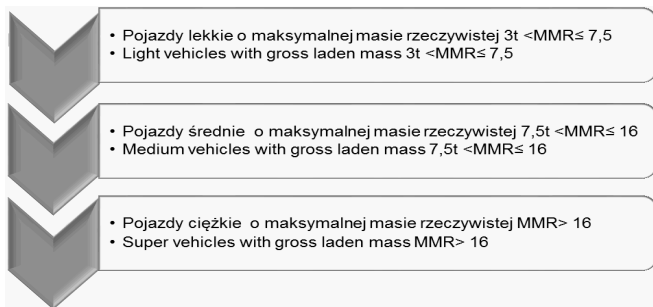 • Pojazdy lekkie o maksymalnej masie rzeczywistej 3t <MMR≤ 7,5
• Light vehicles with gross laden mass 3t <MMR≤ 7,5
• Pojazdy średnie o maksymalnej masie rzeczywistej 7,5t <MMR≤ 16
• Medium vehicles with gross laden mass 7,5t <MMR≤ 16
• Pojazdy ciężkie o maksymalnej masie rzeczywistej MMR> 16
• Super vehicles with gross laden mass MMR> 16